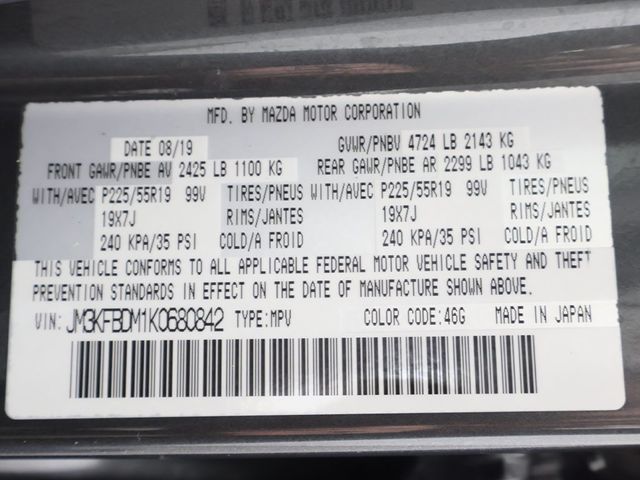 MFD. BY MAZDA MOTOR CORPORATION
DATE 08/19 GVWR/PNBV 4724 LB 2143 KG
FRONT GAWR/PNBE AV 2425 LB 1100 KG REAR GAWR/PNBE AR 2299 LB 1043 KG
WITH/AVEC P225/55R19 99V TIRES/PNEUS WITH/AVEC P225/55R19 99V TIRES/PNEUS
19X7J RIMS/JANTES 19X7J RIMS/JANTES
240 KPA/35 PSI COLD/A FROID 240 KPA/35 PSI COLD/A FROID
THIS VEHICLE CONFORMS TO ALL APPLICABLE FEDERAL MOTOR VEHICLE SAFETY AND THEFT
PREVENTION STANDARDS IN EFFECT ON THE DATE OF MANUFACTURE SHOWN ABOVE.
VIN: JM3KFBDM1K0680842 TYPE:MPV COLOR CODE:46G MADE IN JAPAN